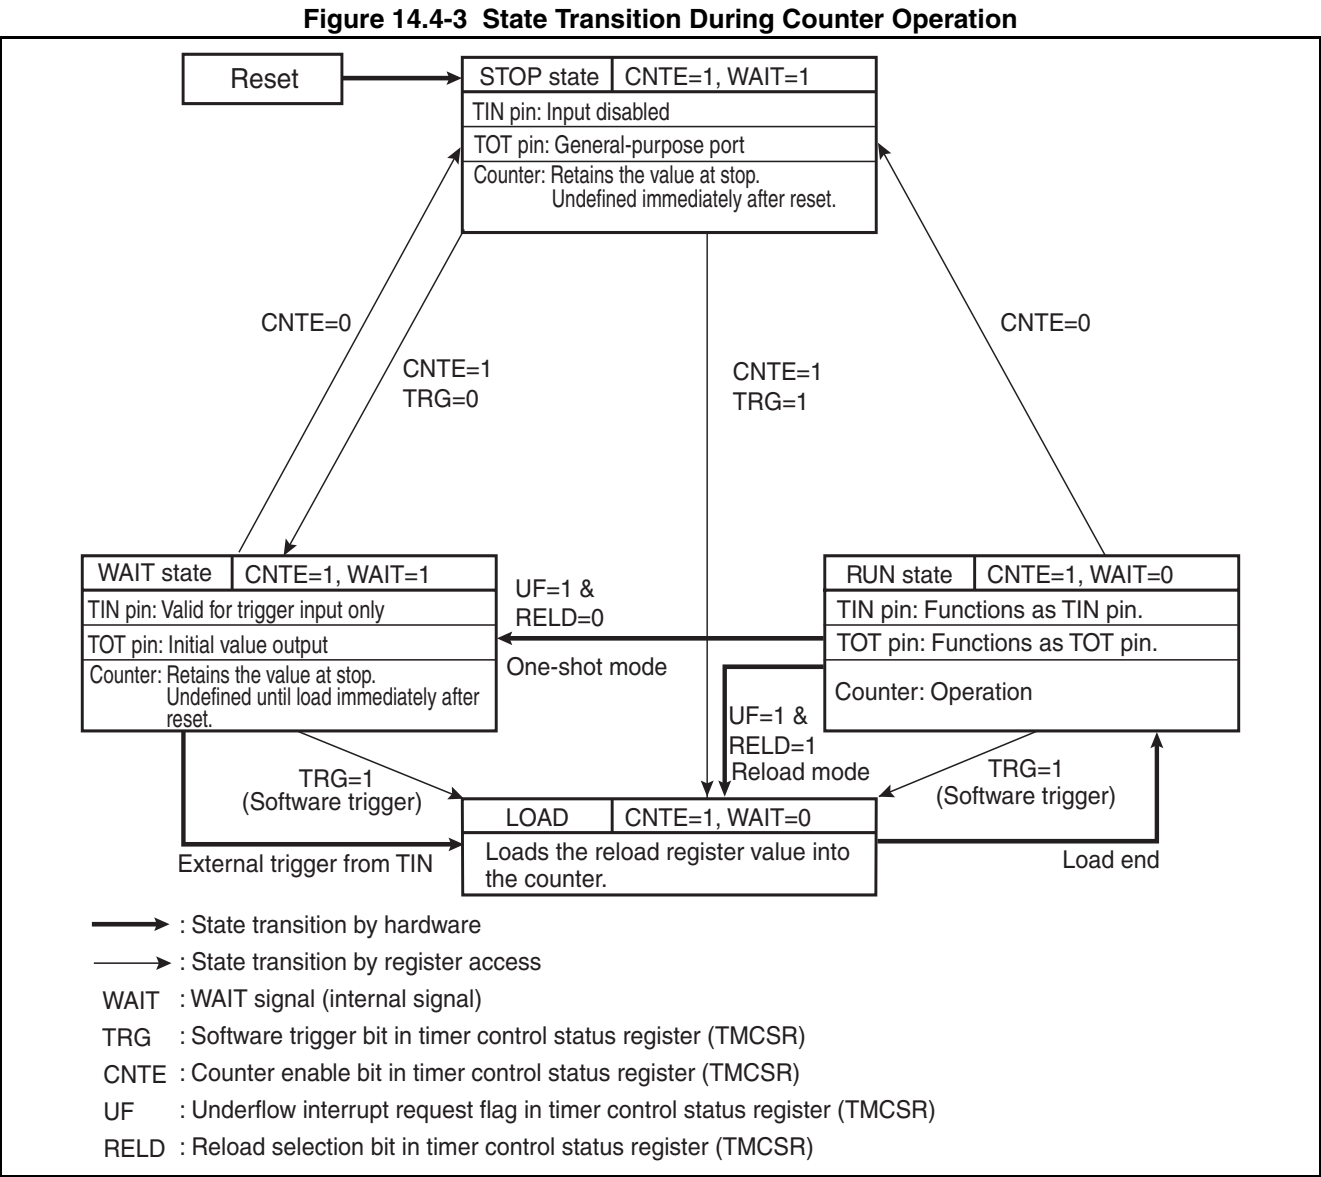 Figure 14.4-3 State Transition During Counter Operation
Reset
STOP state
CNTE=1, WAIT=1
TIN pin: Input disabled
TOT pin: General-purpose port
Counter: Retains the value at stop.
Undefined immediately after reset.
CNTE=0
CNTE=1
TRG=0
CNTE=1
TRG=1
CNTE=0
WAIT state
CNTE=1, WAIT=1
TIN pin: Valid for trigger input only
TOT pin: Initial value output
Counter: Retains the value at stop.
Undefined until load immediately after
reset.
UF=1 &
RELD=0
One-shot mode
RUN state
CNTE=1, WAIT=0
TIN pin: Functions as TIN pin.
TOT pin: Functions as TOT pin.
Counter: Operation
UF=1 &
RELD=1
Reload mode
TRG=1
(Software trigger)
TRG=1
(Software trigger)
External trigger from TIN
LOAD
CNTE=1, WAIT=0
Loads the reload register value into
the counter.
Load end
: State transition by hardware
: State transition by register access
WAIT : WAIT signal (internal signal)
TRG : Software trigger bit in timer control status register (TMCSR)
CNTE : Counter enable bit in timer control status register (TMCSR)
UF : Underflow interrupt request flag in timer control status register (TMCSR)
RELD : Reload selection bit in timer control status register (TMCSR)